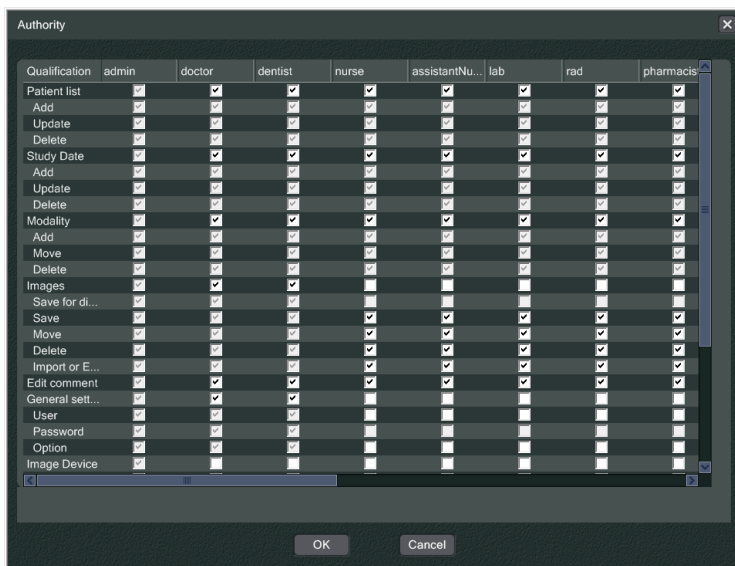 Authority
Qualification admin doctor dentist nurse assistantNu... lab rad pharmacis
Patient list
Add
Update
Delete
Study Date
Add
Update
Delete
Modality
Add
Move
Delete
Images
Save for di...
Save
Move
Delete
Import or E...
Edit comment
General sett...
User
Password
Option
Image Device
OK Cancel